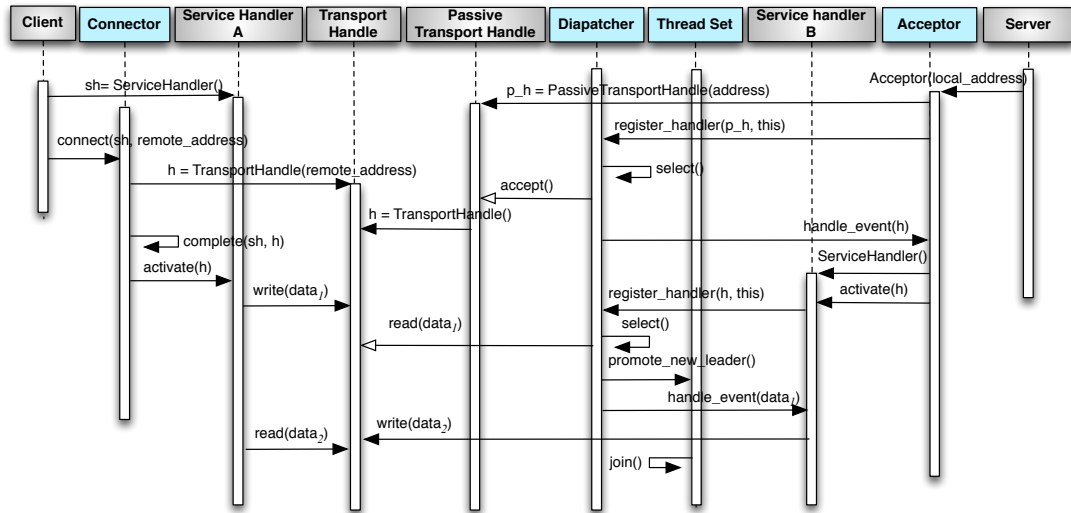 Client
Connector
Service Handler
A
Transport
Handle
Passive
Transport Handle
Diapatcher
Thread Set
Service handler
B
Acceptor
Server
sh= ServiceHandler()
Acceptor(local_address)
p_h = PassiveTransportHandle(address)
register_handler(p_h, this)
connect(sh, remote_address)
h = TransportHandle(remote_address)
select()
accept()
h = TransportHandle()
complete(sh, h)
handle_event(h)
ServiceHandler()
activate(h)
activate(h)
write(data1)
register_handler(h, this)
read(data1)
select()
promote_new_leader()
handle_event(data1)
write(data2)
read(data2)
join()